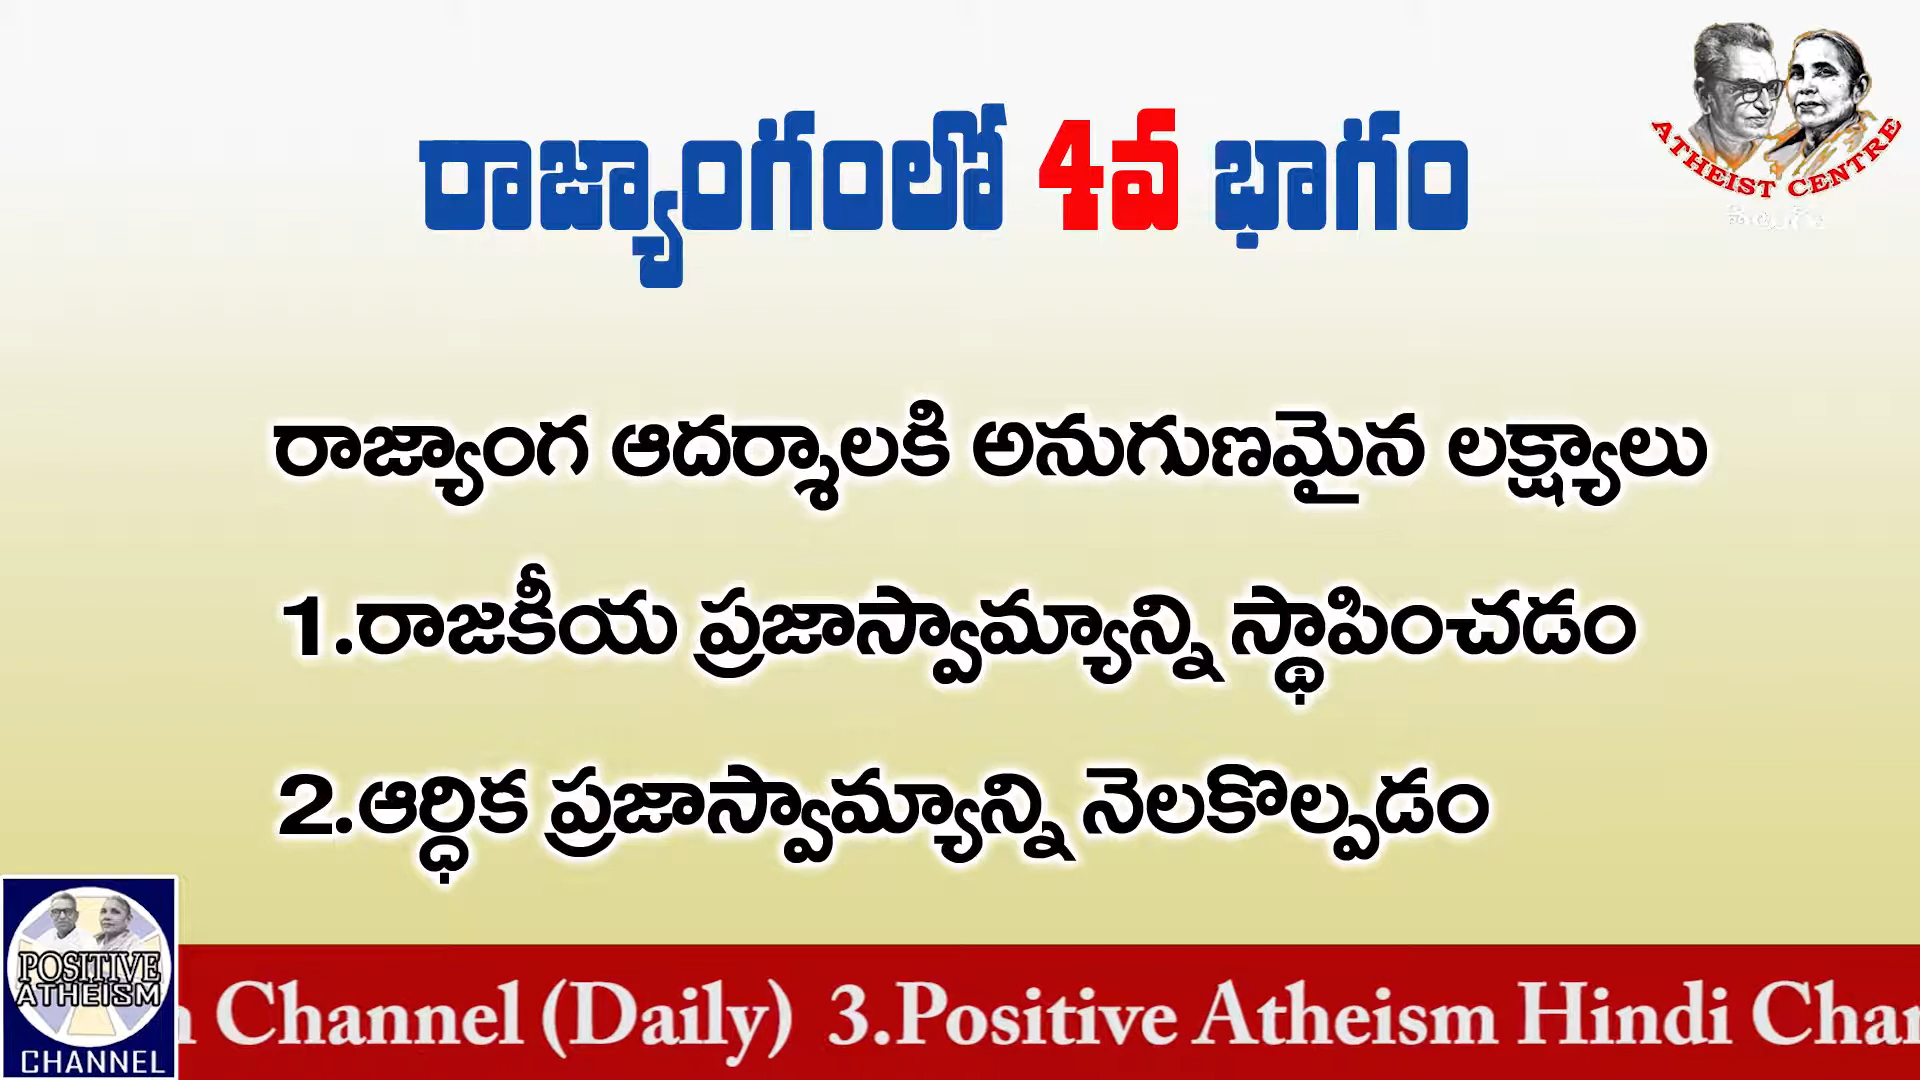 రాజ్యాంగంలో 4వ భాగం
ATHEIST CENTRE
రాజ్యాంగ ఆదర్శాలకి అనుగుణమైన లక్ష్యాలు
1.రాజకీయ ప్రజాస్వామ్యాన్ని స్థాపించడం
2.ఆర్ధిక ప్రజాస్వామ్యాన్ని నెలకొల్పడం
POSITIVE
ATHEISM
CHANNEL
n Channel (Daily) 3.Positive Atheism Hindi Chan